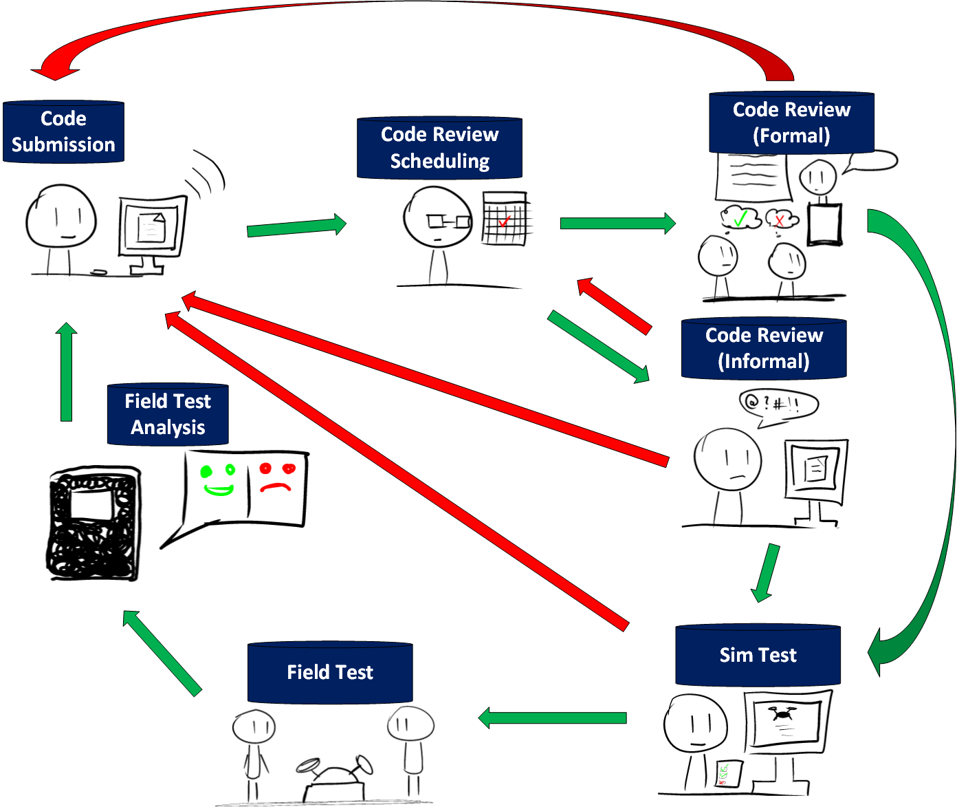 Code
Submission
Code Review
Scheduling
Code Review
(Formal)
Code Review
(Informal)
@?#!!
Field Test
Analysis
Field Test
Sim Test